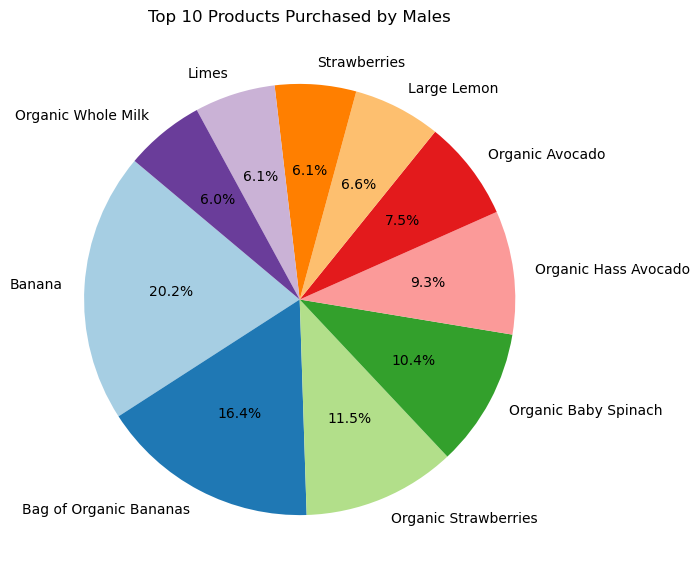 Top 10 Products Purchased by Males
Strawberries
Limes
Large Lemon
Organic Whole Milk
Organic Avocado
6.1%
6.1%
6.6%
6.0%
7.5%
Organic Hass Avocado
Banana
9.3%
20.2%
10.4%
16.4%
11.5%
Organic Baby Spinach
Bag of Organic Bananas
Organic Strawberries